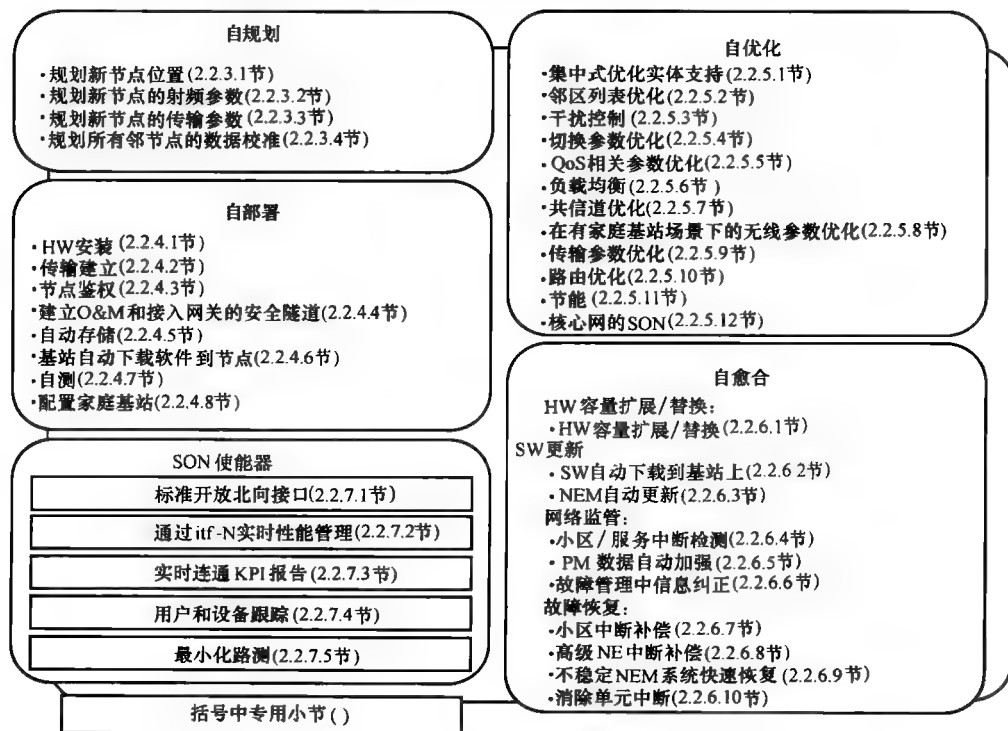 自规划
·规划新节点位置(2.2.3.1节)
·规划新节点的射频参数(2.2.3.2节)
·规划新节点的传输参数(2.2.3.3节)
·规划所有邻节点的数据校准(2.2.3.4节)
自部署
·HW安装(2.2.4.1节)
·传输建立(2.2.4.2节)
·节点鉴权(2.2.4.3节)
·建立O&M和接入网关的安全隧道(2.2.4.4节)
·自动存储(2.2.4.5节)
·基站自动下载软件到节点(2.2.4.6节)
·自测(2.2.4.7节)
·配置家庭基站(2.2.4.8节)
SON使能器
标准开放北向接口(2.2.7.1节)
通过itf-N实时性能管理(2.2.7.2节)
实时连通KPI报告(2.2.7.3节)
用户和设备跟踪(2.2.7.4节)
最小化路测(2.2.7.5节)
括号中专用小节()
自优化
·集中式优化实体支持(2.2.5.1节)
·邻区列表优化(2.2.5.2节)
·干扰控制(2.2.5.3节)
·切换参数优化(2.2.5.4节)
·QoS相关参数优化(2.2.5.5节)
·负载均衡(2.2.5.6节)
·共信道优化(2.2.5.7节)
·在有家庭基站场景下的无线参数优化(2.2.5.8节)
·传输参数优化(2.2.5.9节)
·路由优化(2.2.5.10节)
·节能(2.2.5.11节)
·核心网的SON(2.2.5.12节)
自愈合
HW容量扩展/替换:
·HW容量扩展/替换(2.2.6.1节)
SW更新
·SW自动下载到基站上(2.2.6 2节)
·NEM自动更新(2.2.6.3节)
网络监管:
·小区/服务中断检测(2.2.6.4节)
·PM数据自动加强(2.2.6.5节)
·故障管理中信息纠正(2.2.6.6节)
故障恢复:
·小区中断补偿(2.2.6.7节)
·高级NE中断补偿(2.2.6.8节)
·不稳定NEM系统快速恢复(2.2.6.9节)
·消除单元中断(2.2.6.10节)